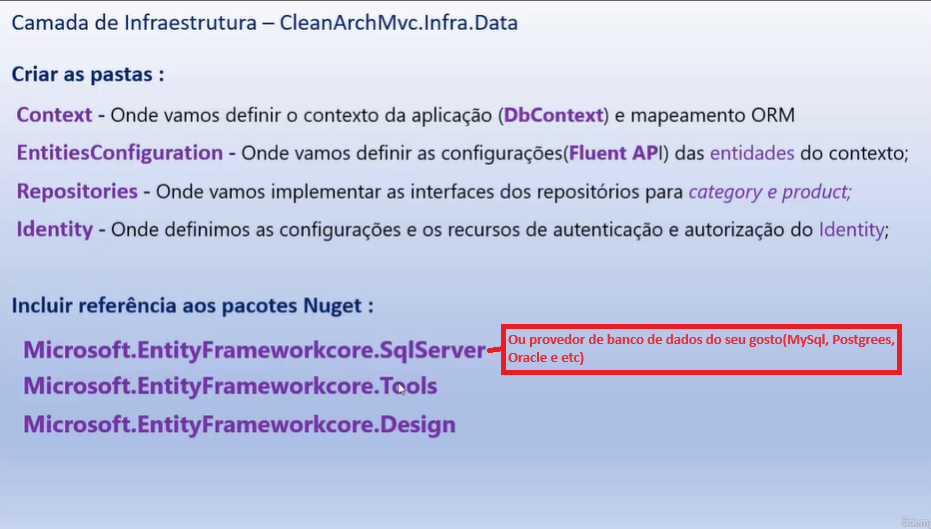 Camada de Infraestrutura – CleanArchMvc.Infra.Data
Criar as pastas :
Context - Onde vamos definir o contexto da aplicação (DbContext) e mapeamento ORM
EntitiesConfiguration - Onde vamos definir as configurações(Fluent API) das entidades do contexto;
Repositories - Onde vamos implementar as interfaces dos repositórios para category e product;
Identity - Onde definimos as configurações e os recursos de autenticação e autorização do Identity;
Incluir referência aos pacotes Nuget :
Microsoft.EntityFrameworkcore.SqlServer
Ou provedor de banco de dados do seu gosto(MySql, Postgrees,
Oracle e etc)
Microsoft.EntityFrameworkcore.Tools
Microsoft.EntityFrameworkcore.Design
ûdemy